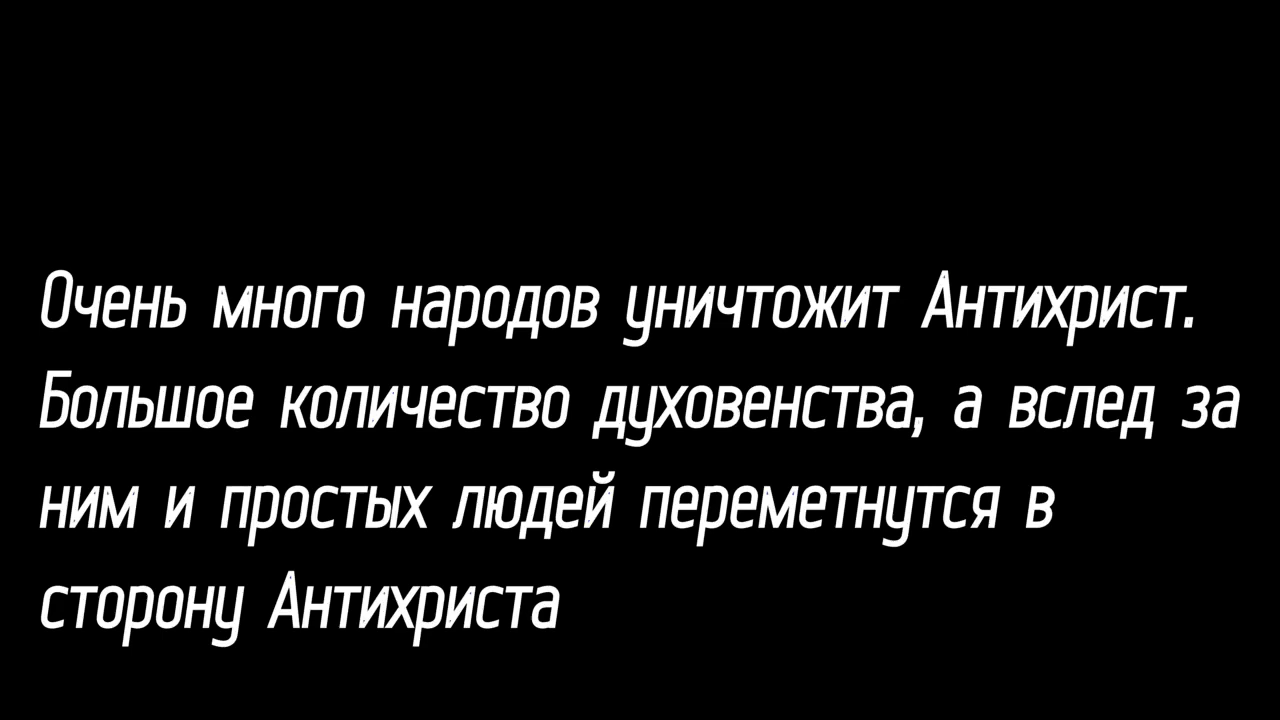 Очень много народов уничтожит Антихрист.
Большое количество духовенства, а вслед за
ним и простых людей переметнутся в
сторону Антихриста